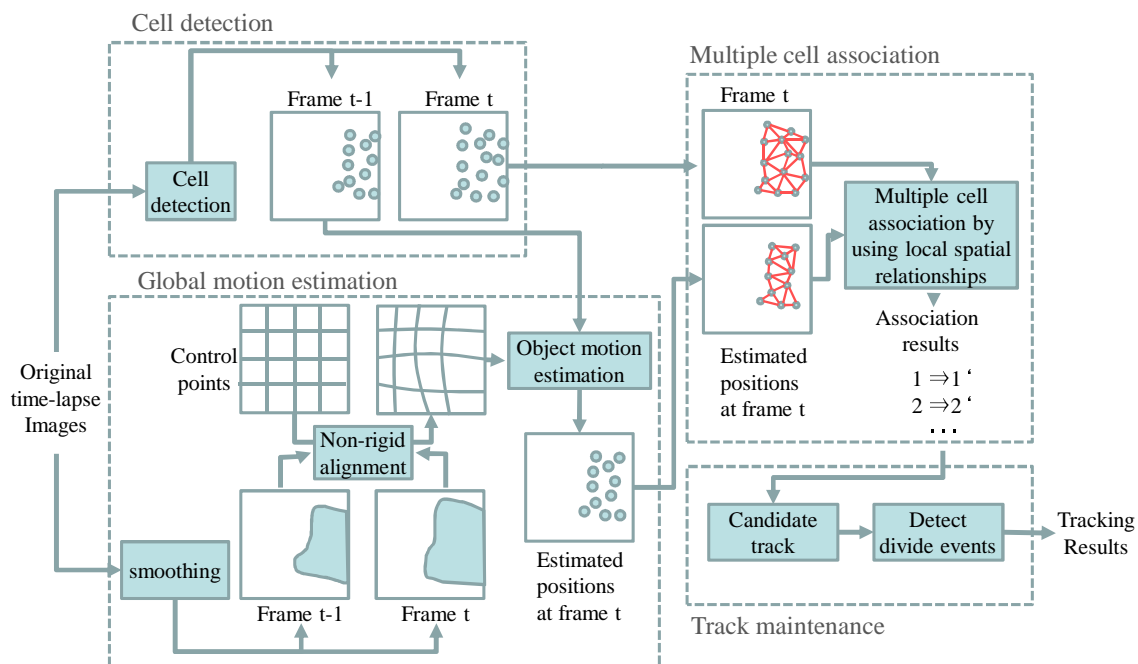 Cell detection
Frame t-1
Frame t
Cell
detection
Original
time-lapse
Images
Global motion estimation
Control
points
Non-rigid
alignment
smoothing
Frame t-1
Frame t
Object motion
estimation
Estimated
positions
at frame t
Multiple cell association
Frame t
Estimated
positions
at frame t
Multiple cell
association by
using local spatial
relationships
Association
results
1 ⇒1‘
2 ⇒2‘
...
Candidate
track
Detect
divide events
Tracking
Results
Track maintenance